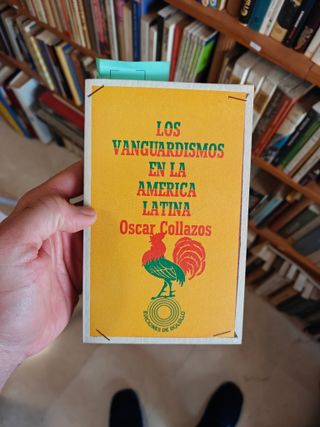 LOS
VANGUARDISMOS
EN LA
AMERICA
LATINA
Oscar Collazos
EDICIONES DE BOLSILLO